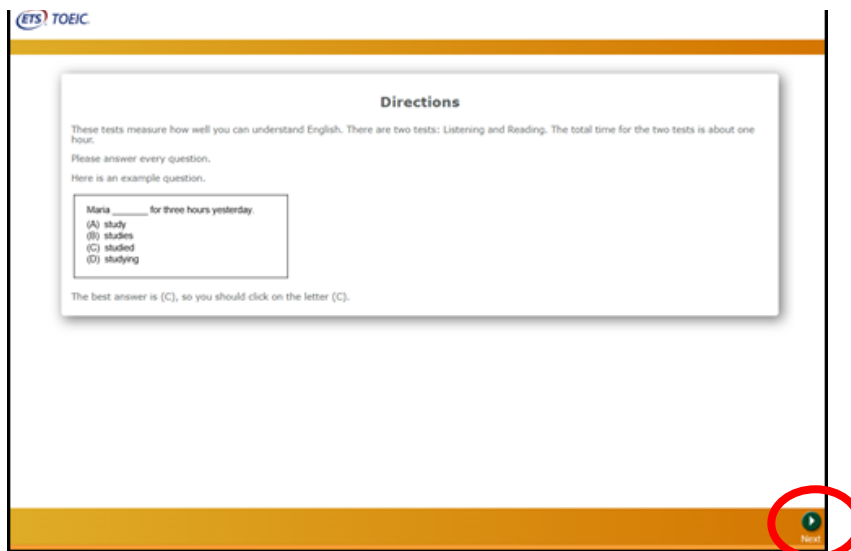 ETS TOEIC
Directions
These tests measure how well you can understand English. There are two tests: Listening and Reading. The total time for the two tests is about one
hour.
Please answer every question.
Here is an example question.
Maria ______ for three hours yesterday.
(A) study
(B) studies
(C) studied
(D) studying
The best answer is (C), so you should click on the letter (C).
Next